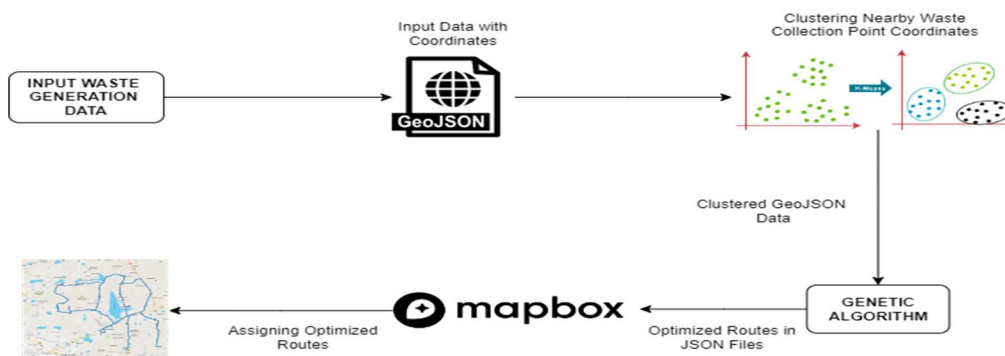 Input Data with
Coordinates
Clustering Nearby Waste
Collection Point Coordinates
INPUT WASTE
GENERATION
DATA
GeoJSON
K-Means
Clustered GeoJSON
Data
mapbox
GENETIC
ALGORITHM
Assigning Optimized
Routes
Optimized Routes in
JSON Files